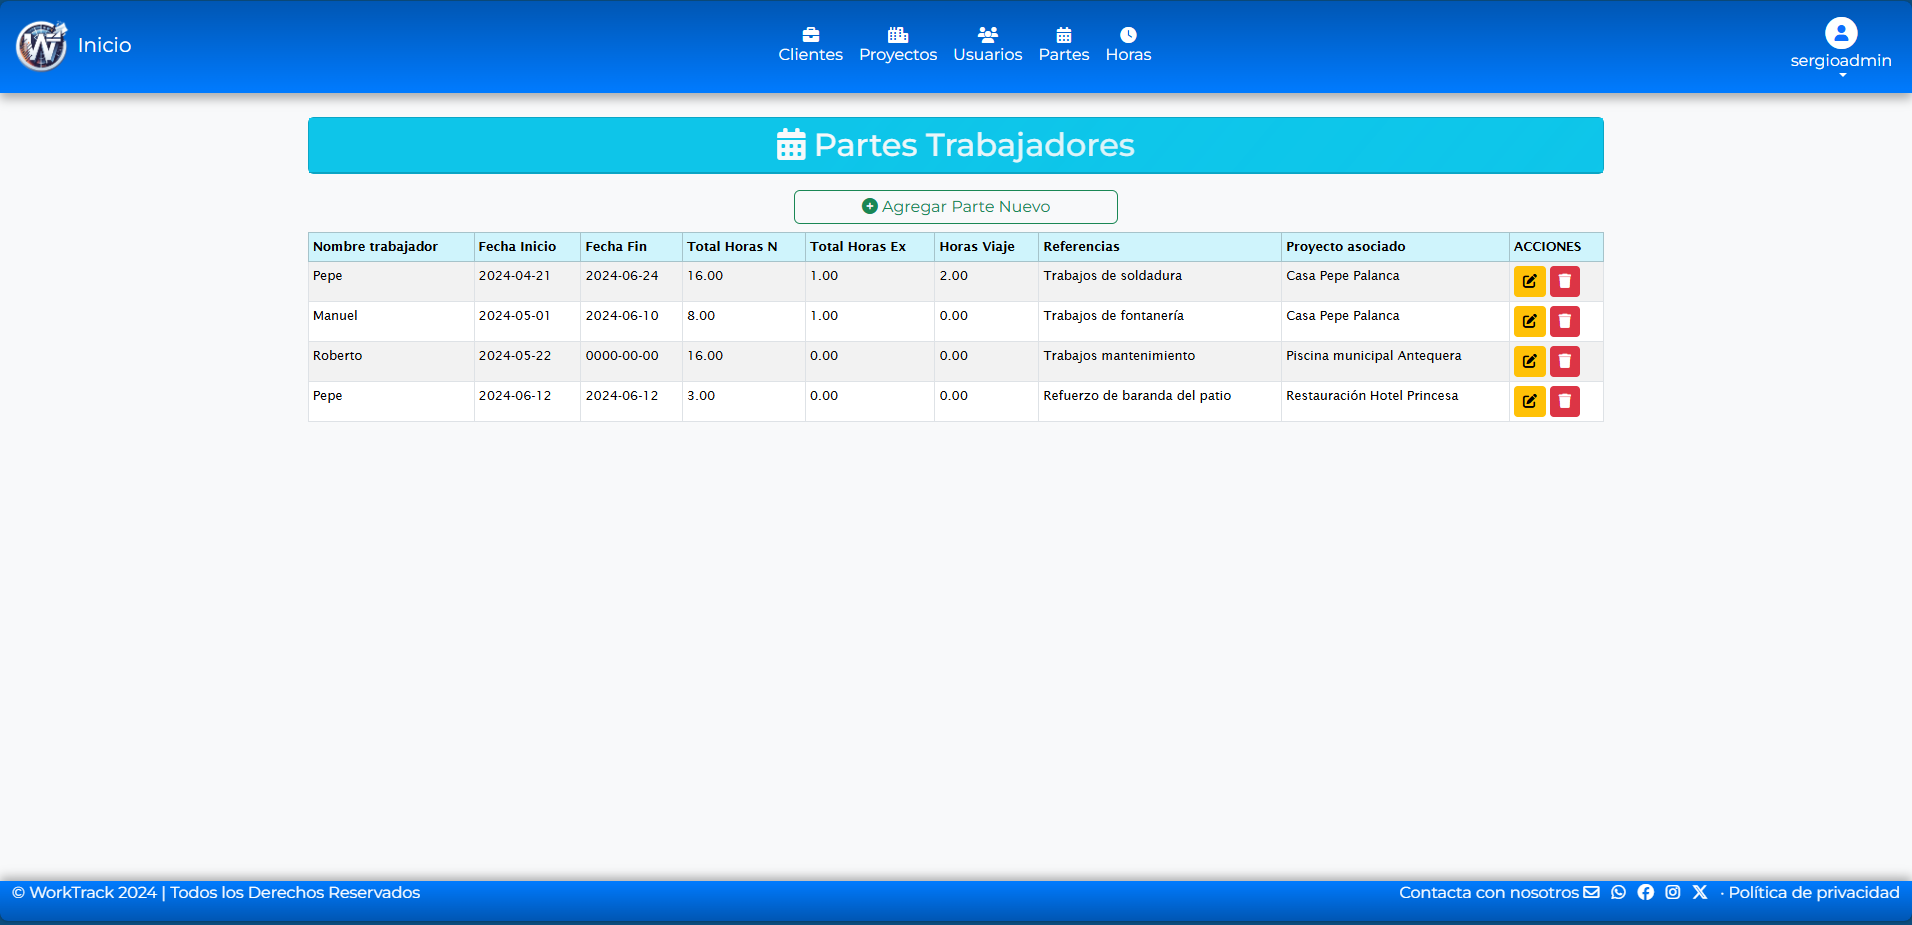 Inicio
Clientes Proyectos Usuarios Partes Horas
sergioadmin
Partes Trabajadores
Agregar Parte Nuevo
Nombre trabajador Fecha Inicio Fecha Fin Total Horas N Total Horas Ex Horas Viaje Referencias Proyecto asociado ACCIONES
Pepe 2024-04-21 2024-06-24 16.00 1.00 2.00 Trabajos de soldadura Casa Pepe Palanca
Manuel 2024-05-01 2024-06-10 8.00 1.00 0.00 Trabajos de fontanería Casa Pepe Palanca
Roberto 2024-05-22 0000-00-00 16.00 0.00 0.00 Trabajos mantenimiento Piscina municipal Antequera
Pepe 2024-06-12 2024-06-12 3.00 0.00 0.00 Refuerzo de baranda del patio Restauración Hotel Princesa
© WorkTrack 2024 | Todos los Derechos Reservados
Contacta con nosotros · Política de privacidad